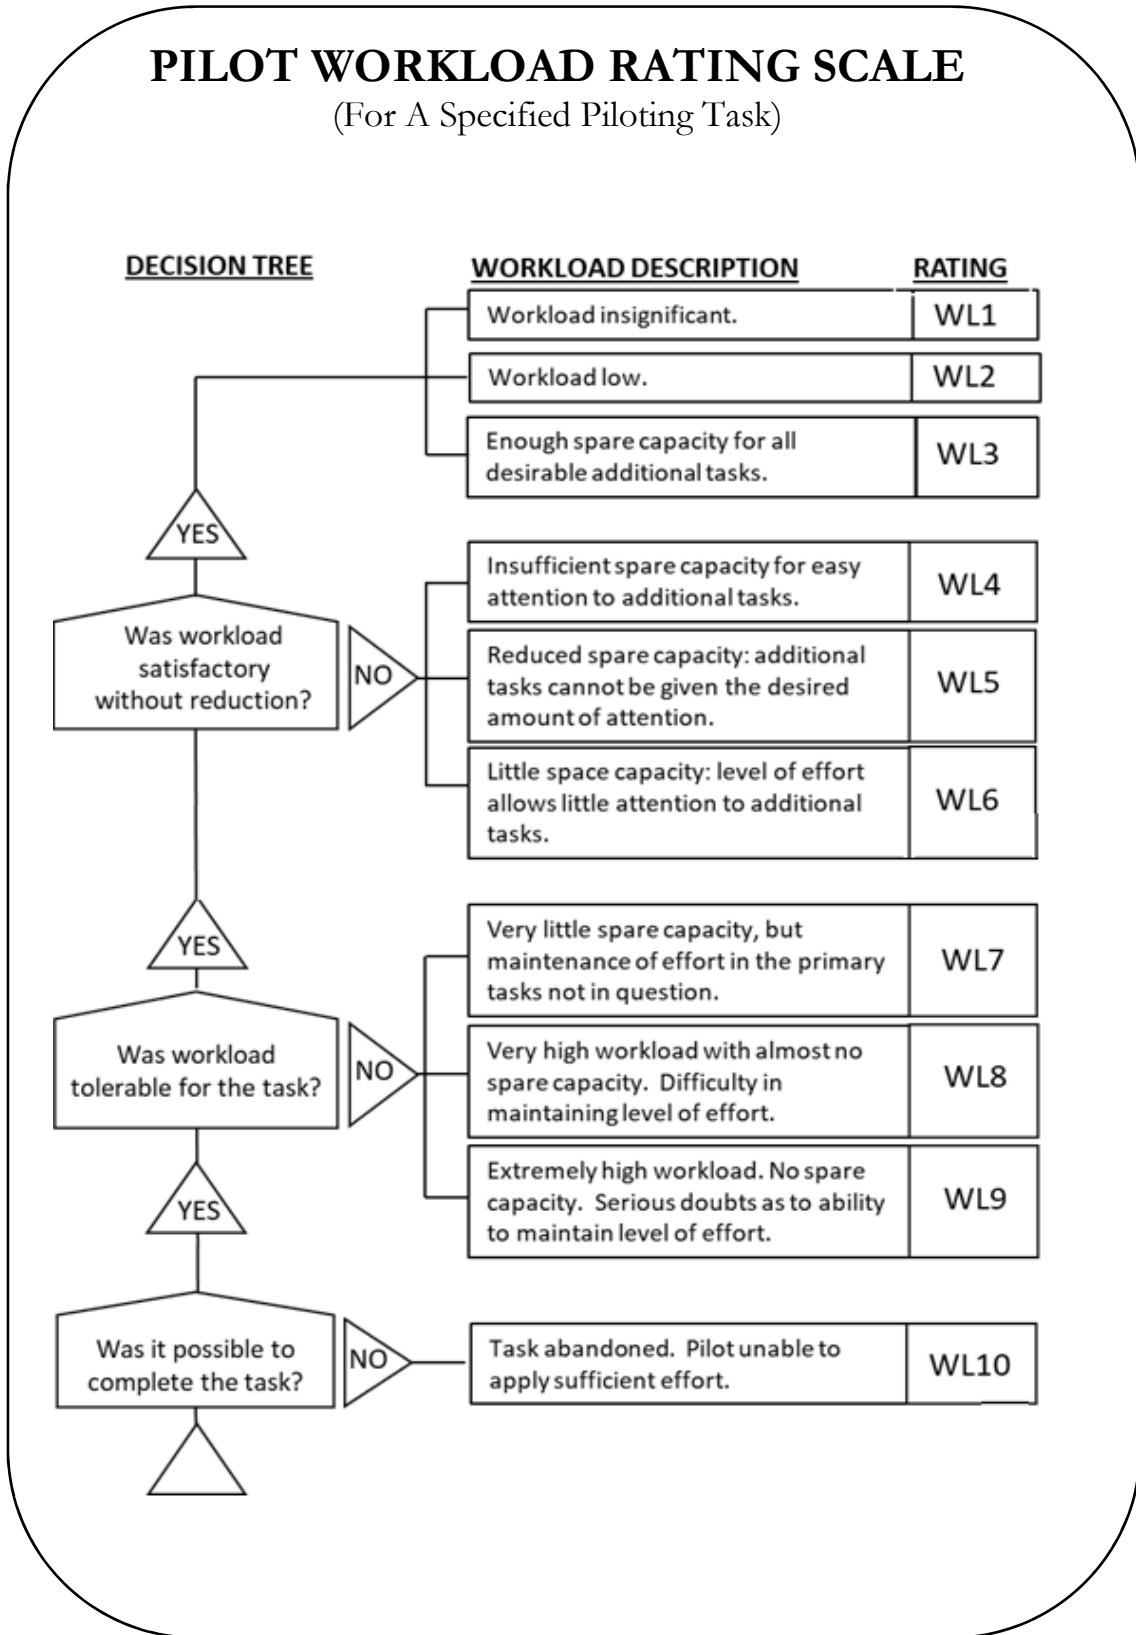 PILOT WORKLOAD RATING SCALE
(For A Specified Piloting Task)
DECISION TREE
WORKLOAD DESCRIPTION
RATING
Workload insignificant.
WL1
Workload low.
WL2
Enough spare capacity for all
desirable additional tasks.
WL3
YES
Was workload
satisfactory
without reduction?
NO
Insufficient spare capacity for easy
attention to additional tasks.
WL4
Reduced spare capacity: additional
tasks cannot be given the desired
amount of attention.
WL5
Little space capacity: level of effort
allows little attention to additional
tasks.
WL6
YES
Was workload
tolerable for the task?
NO
Very little spare capacity, but
maintenance of effort in the primary
tasks not in question.
WL7
Very high workload with almost no
spare capacity. Difficulty in
maintaining level of effort.
WL8
Extremely high workload. No spare
capacity. Serious doubts as to ability
to maintain level of effort.
WL9
YES
Was it possible to
complete the task?
NO
Task abandoned. Pilot unable to
apply sufficient effort.
WL10